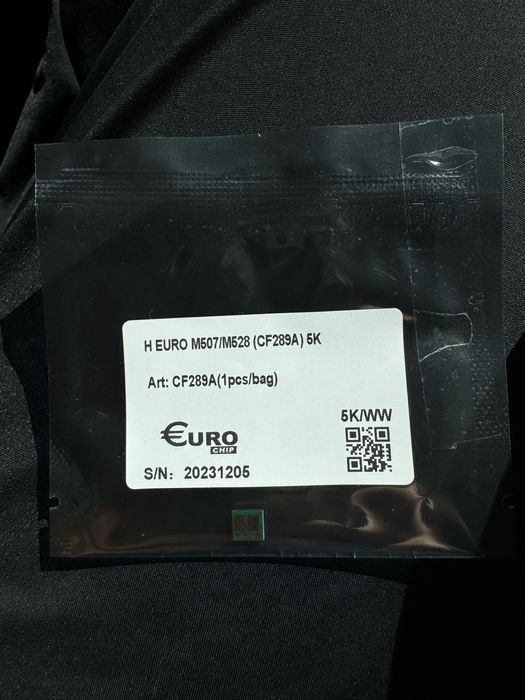 H EURO M507/M528 (CF289A) 5K
Art: CF289A(1pcs/bag)
5K/WW
€URO
CHIP
S/N: 20231205